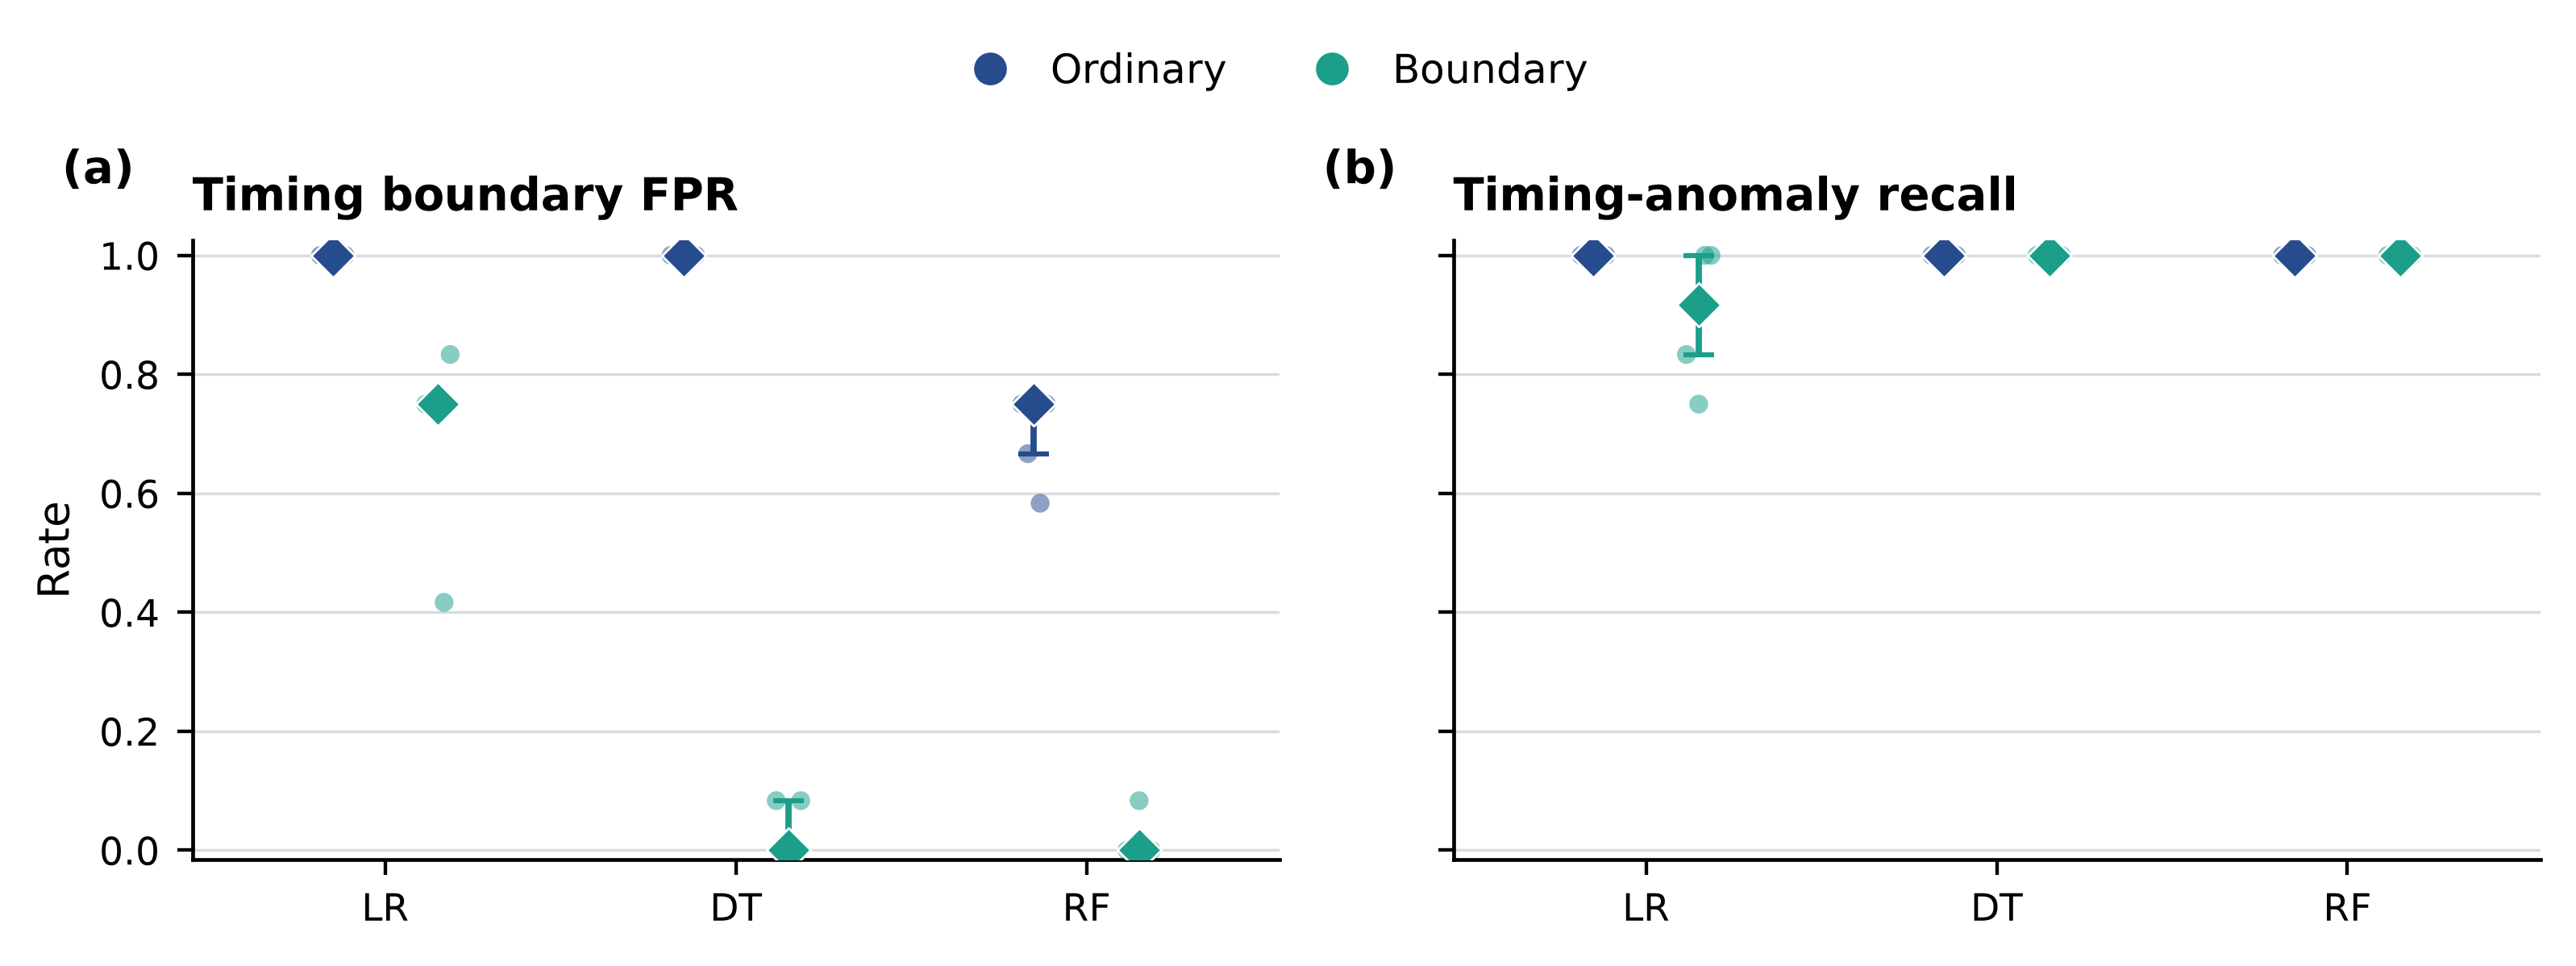 Ordinary Boundary
(a) Timing boundary FPR
(b) Timing-anomaly recall
Rate
1.0
0.8
0.6
0.4
0.2
0.0
LR DT RF
LR DT RF